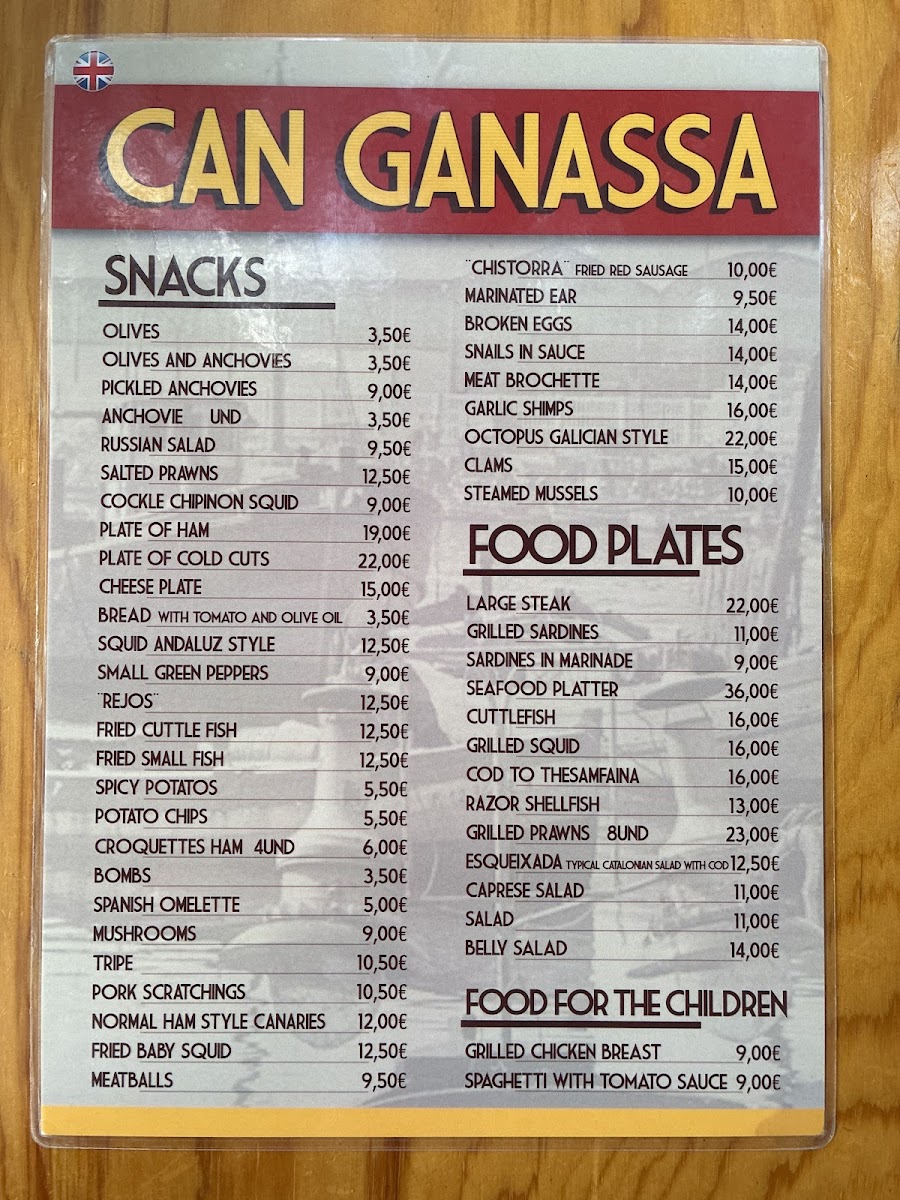 CAN GANASSA
SNACKS
OLIVES 3,50€
OLIVES AND ANCHOVIES 3,50€
PICKLED ANCHOVIES 9,00€
ANCHOVIE UND 3,50€
RUSSIAN SALAD 9,50€
SALTED PRAWNS 12,50€
COCKLE CHIPINON SQUID 9,00€
PLATE OF HAM 19,00€
PLATE OF COLD CUTS 22,00€
CHEESE PLATE 15,00€
BREAD WITH TOMATO AND OLIVE OIL 3,50€
SQUID ANDALUZ STYLE 12,50€
SMALL GREEN PEPPERS 9,00€
¨REJOS¨ 12,50€
FRIED CUTTLE FISH 12,50€
FRIED SMALL FISH 12,50€
SPICY POTATOS 5,50€
POTATO CHIPS 5,50€
CROQUETTES HAM 4UND 6,00€
BOMBS 3,50€
SPANISH OMELETTE 5,00€
MUSHROOMS 9,00€
TRIPE 10,50€
PORK SCRATCHINGS 10,50€
NORMAL HAM STYLE CANARIES 12,00€
FRIED BABY SQUID 12,50€
MEATBALLS 9,50€
¨CHISTORRA¨ FRIED RED SAUSAGE 10,00€
MARINATED EAR 9,50€
BROKEN EGGS 14,00€
SNAILS IN SAUCE 14,00€
MEAT BROCHETTE 14,00€
GARLIC SHIMPS 16,00€
OCTOPUS GALICIAN STYLE 22,00€
CLAMS 15,00€
STEAMED MUSSELS 10,00€
FOOD PLATES
LARGE STEAK 22,00€
GRILLED SARDINES 11,00€
SARDINES IN MARINADE 9,00€
SEAFOOD PLATTER 36,00€
CUTTLEFISH 16,00€
GRILLED SQUID 16,00€
COD TO THESAMFAINA 16,00€
RAZOR SHELLFISH 13,00€
GRILLED PRAWNS 8UND 23,00€
ESQUEIXADA TYPICAL CATALONIAN SALAD WITH COD 12,50€
CAPRESE SALAD 11,00€
SALAD 11,00€
BELLY SALAD 14,00€
FOOD FOR THE CHILDREN
GRILLED CHICKEN BREAST 9,00€
SPAGHETTI WITH TOMATO SAUCE 9,00€